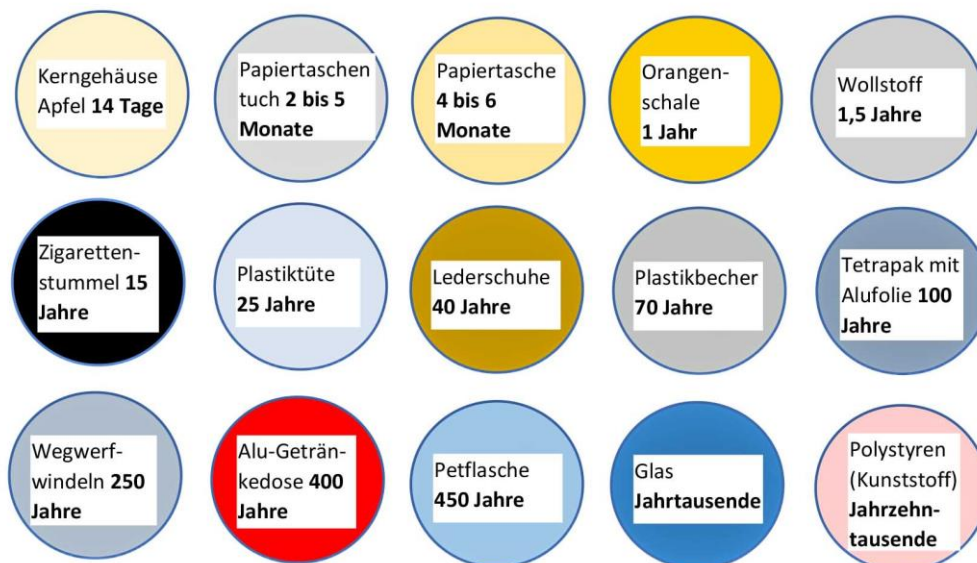 Kerngehäuse
Apfel 14 Tage
Papiertaschen
tuch 2 bis 5
Monate
Papiertasche
4 bis 6
Monate
Orangen-
schale
1 Jahr
Wollstoff
1,5 Jahre
Zigaretten-
stummel 15
Jahre
Plastiktüte
25 Jahre
Lederschuhe
40 Jahre
Plastikbecher
70 Jahre
Tetrapak mit
Alufolie 100
Jahre
Wegwerf-
windeln 250
Jahre
Alu-Geträn-
kedose 400
Jahre
Petflasche
450 Jahre
Glas
Jahrtausende
Polystyren
(Kunststoff)
Jahrzehn-
tausende